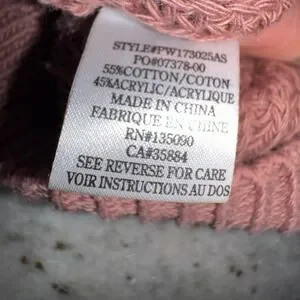 STYLE#FW173025AS
PO#07378-00
55%COTTON/COTON
45%ACRYLIC/ACRYLIQUE
MADE IN CHINA
FABRIQUE EN CHINE
RN#135090
CA#35884
SEE REVERSE FOR CARE
VOIR INSTRUCTIONS AU DOS